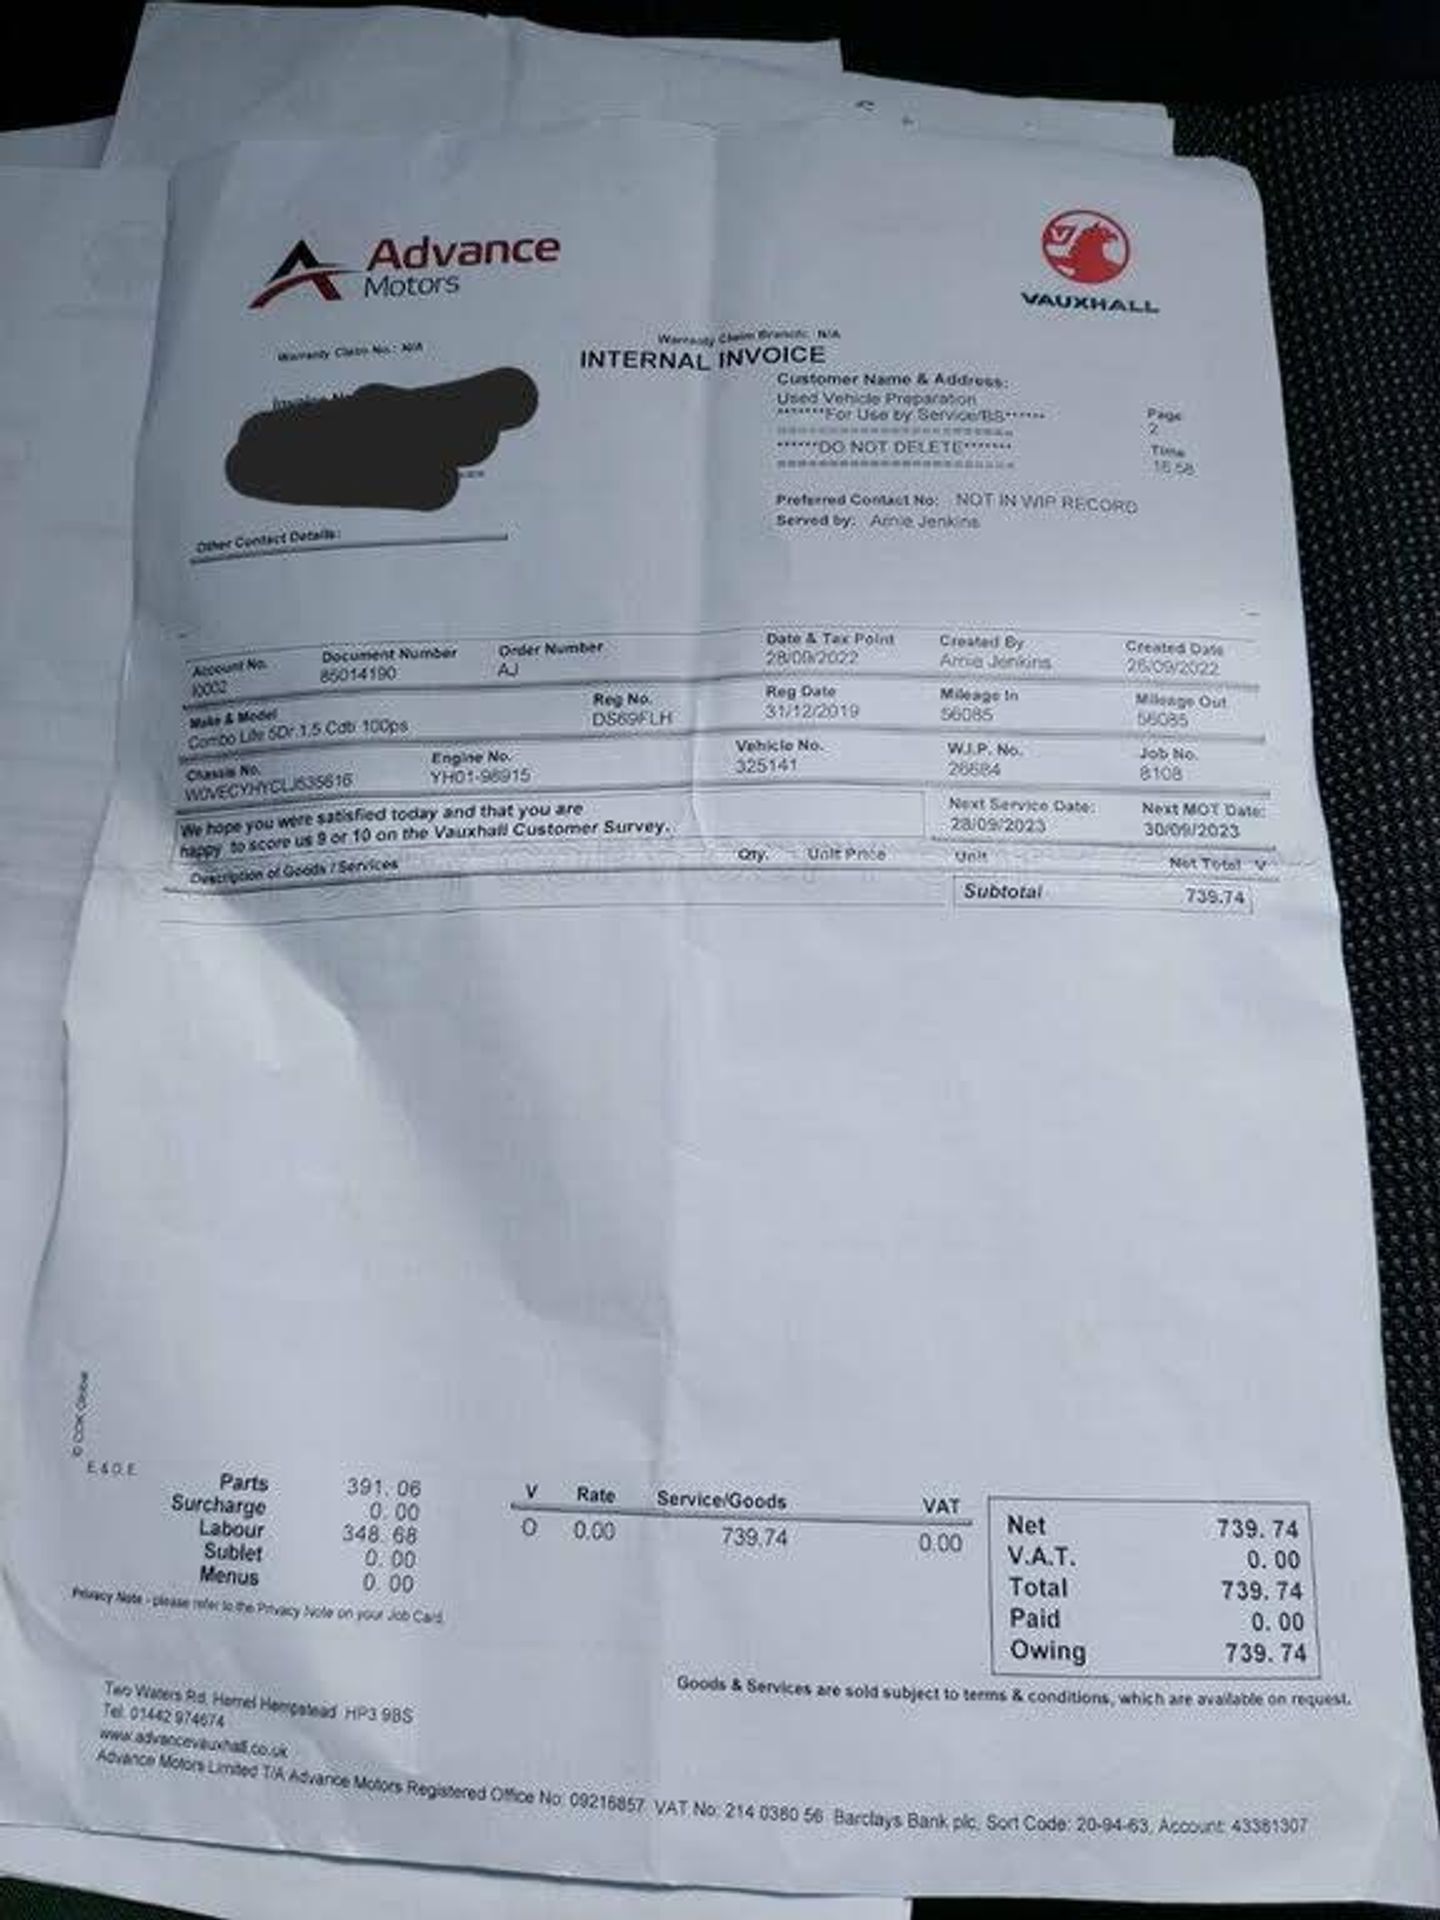 Advance
Motors
VAUXHALL
Warranty Claim No.: N/A
Warranty Claim Branch: N/A
INTERNAL INVOICE
Customer Name & Address:
Used Vehicle Preparation
*******For Use by Service/BS******
******DO NOT DELETE*******
Page
2
Time
16:58
Preferred Contact No: NOT IN WIP RECORD
Served by: Arnie Jenkins
Other Contact Details:
Account No. Document Number Order Number Date & Tax Point Created By Created Date
I0002 85014190 AJ 28/09/2022 Arnie Jenkins 26/09/2022
Make & Model Reg No. Reg Date Mileage In Mileage Out
Combo Life 5Dr 1.5 Cdti 100ps DS69FLH 31/12/2019 56085 56085
Chassis No. Engine No. Vehicle No. W.I.P. No. Job No.
W0VECYHYCLJ535616 YH01-96915 325141 26684 8108
We hope you were satisfied today and that you are
happy to score us 9 or 10 on the Vauxhall Customer Survey.
Next Service Date: Next MOT Date:
28/09/2023 30/09/2023
Description of Goods / Services Qty. Unit Price Unit Net Total V
Subtotal 739.74
© CDK Global
E.&O.E
Parts 391.06
Surcharge 0.00
Labour 348.68
Sublet 0.00
Menus 0.00
V Rate Service/Goods VAT
O 0.00 739.74 0.00
Net 739.74
V.A.T. 0.00
Total 739.74
Paid 0.00
Owing 739.74
Privacy Note - please refer to the Privacy Note on your Job Card.
Goods & Services are sold subject to terms & conditions, which are available on request.
Two Waters Rd, Hemel Hempstead HP3 9BS
Tel: 01442 974674
www.advancevauxhall.co.uk
Advance Motors Limited T/A Advance Motors Registered Office No: 09216857 VAT No: 214 0380 56 Barclays Bank plc, Sort Code: 20-94-63, Account: 43381307